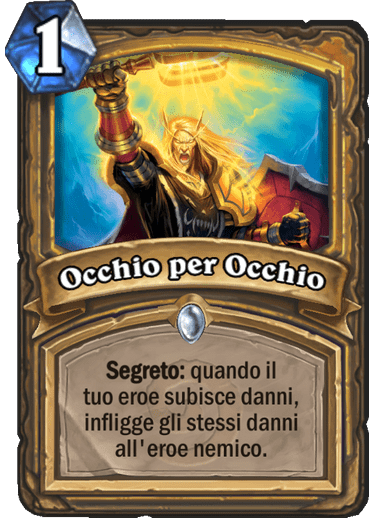 1
Occhio per Occhio
Segreto: quando il
tuo eroe subisce danni,
infligge gli stessi danni
all'eroe nemico.